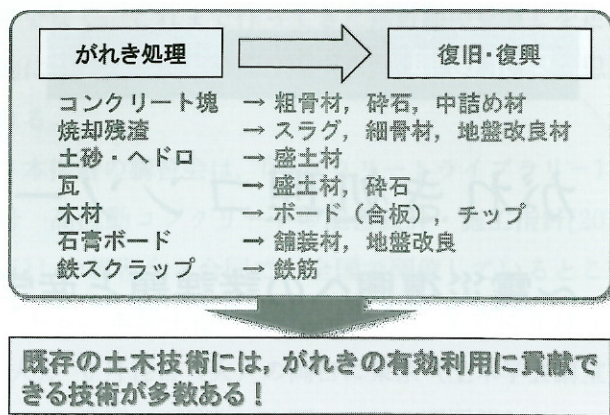 がれき処理 復旧・復興
コンクリート塊 → 粗骨材，砕石，中詰め材
焼却残渣 → スラグ，細骨材，地盤改良材
土砂・ヘドロ → 盛土材
瓦 → 盛土材，砕石
木材 → ボード（合板），チップ
石膏ボード → 舗装材，地盤改良
鉄スクラップ → 鉄筋
既存の土木技術には，がれきの有効利用に貢献で
きる技術が多数ある！